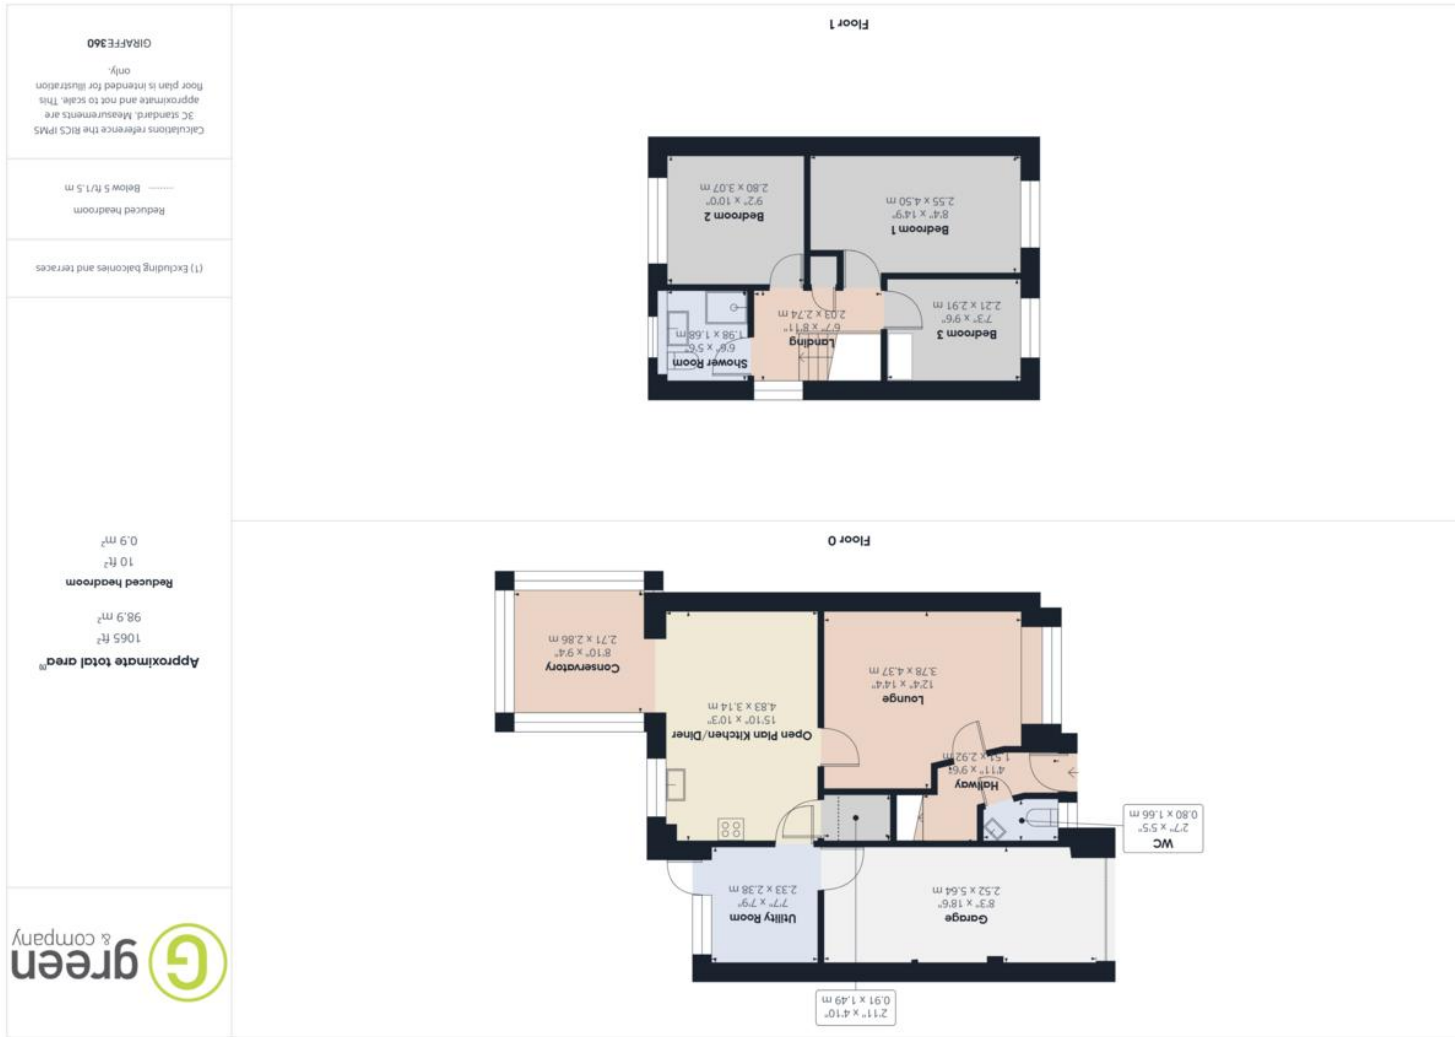 green
& company
Approximate total area⁽¹⁾
1065 ft²
98.9 m²
Reduced headroom
10 ft²
0.9 m²
(1) Excluding balconies and terraces
Reduced headroom
Below 5 ft/1.5 m
Calculations reference the RICS IPMS
3C standard. Measurements are
approximate and not to scale. This
floor plan is intended for illustration
only.
GIRAFFE360
2'11" x 4'10"
0.91 x 1.49 m
Garage
8'3" x 18'6"
2.52 x 5.64 m
Utility Room
7'7" x 7'9"
2.33 x 2.38 m
WC
2'7" x 5'5"
0.80 x 1.66 m
Hallway
4'11" x 9'6"
1.51 x 2.92 m
Open Plan Kitchen/Diner
15'10" x 10'3"
4.83 x 3.14 m
Lounge
12'4" x 14'4"
3.78 x 4.37 m
Conservatory
8'10" x 9'4"
2.71 x 2.86 m
Floor 0
Shower Room
6'6" x 5'6"
1.98 x 1.68 m
Landing
6'7" x 8'11"
2.03 x 2.74 m
Bedroom 3
7'3" x 9'6"
2.21 x 2.91 m
Bedroom 1
8'4" x 14'9"
2.55 x 4.50 m
Bedroom 2
9'2" x 10'0"
2.80 x 3.07 m
Floor 1